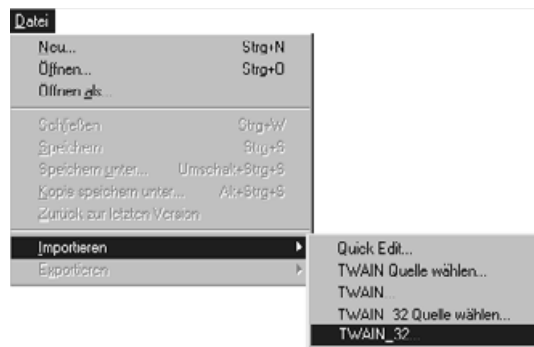 Datei
Neu... Strg+N
Öffnen... Strg+O
Öffnen als...
Schließen Strg+W
Speichern Strg+S
Speichern unter... Umschalt+Strg+S
Kopie speichern unter... Alt+Strg+S
Zurück zur letzten Version
Importieren
Exportieren
Quick Edit...
TWAIN Quelle wählen...
TWAIN...
TWAIN_32 Quelle wählen...
TWAIN_32...